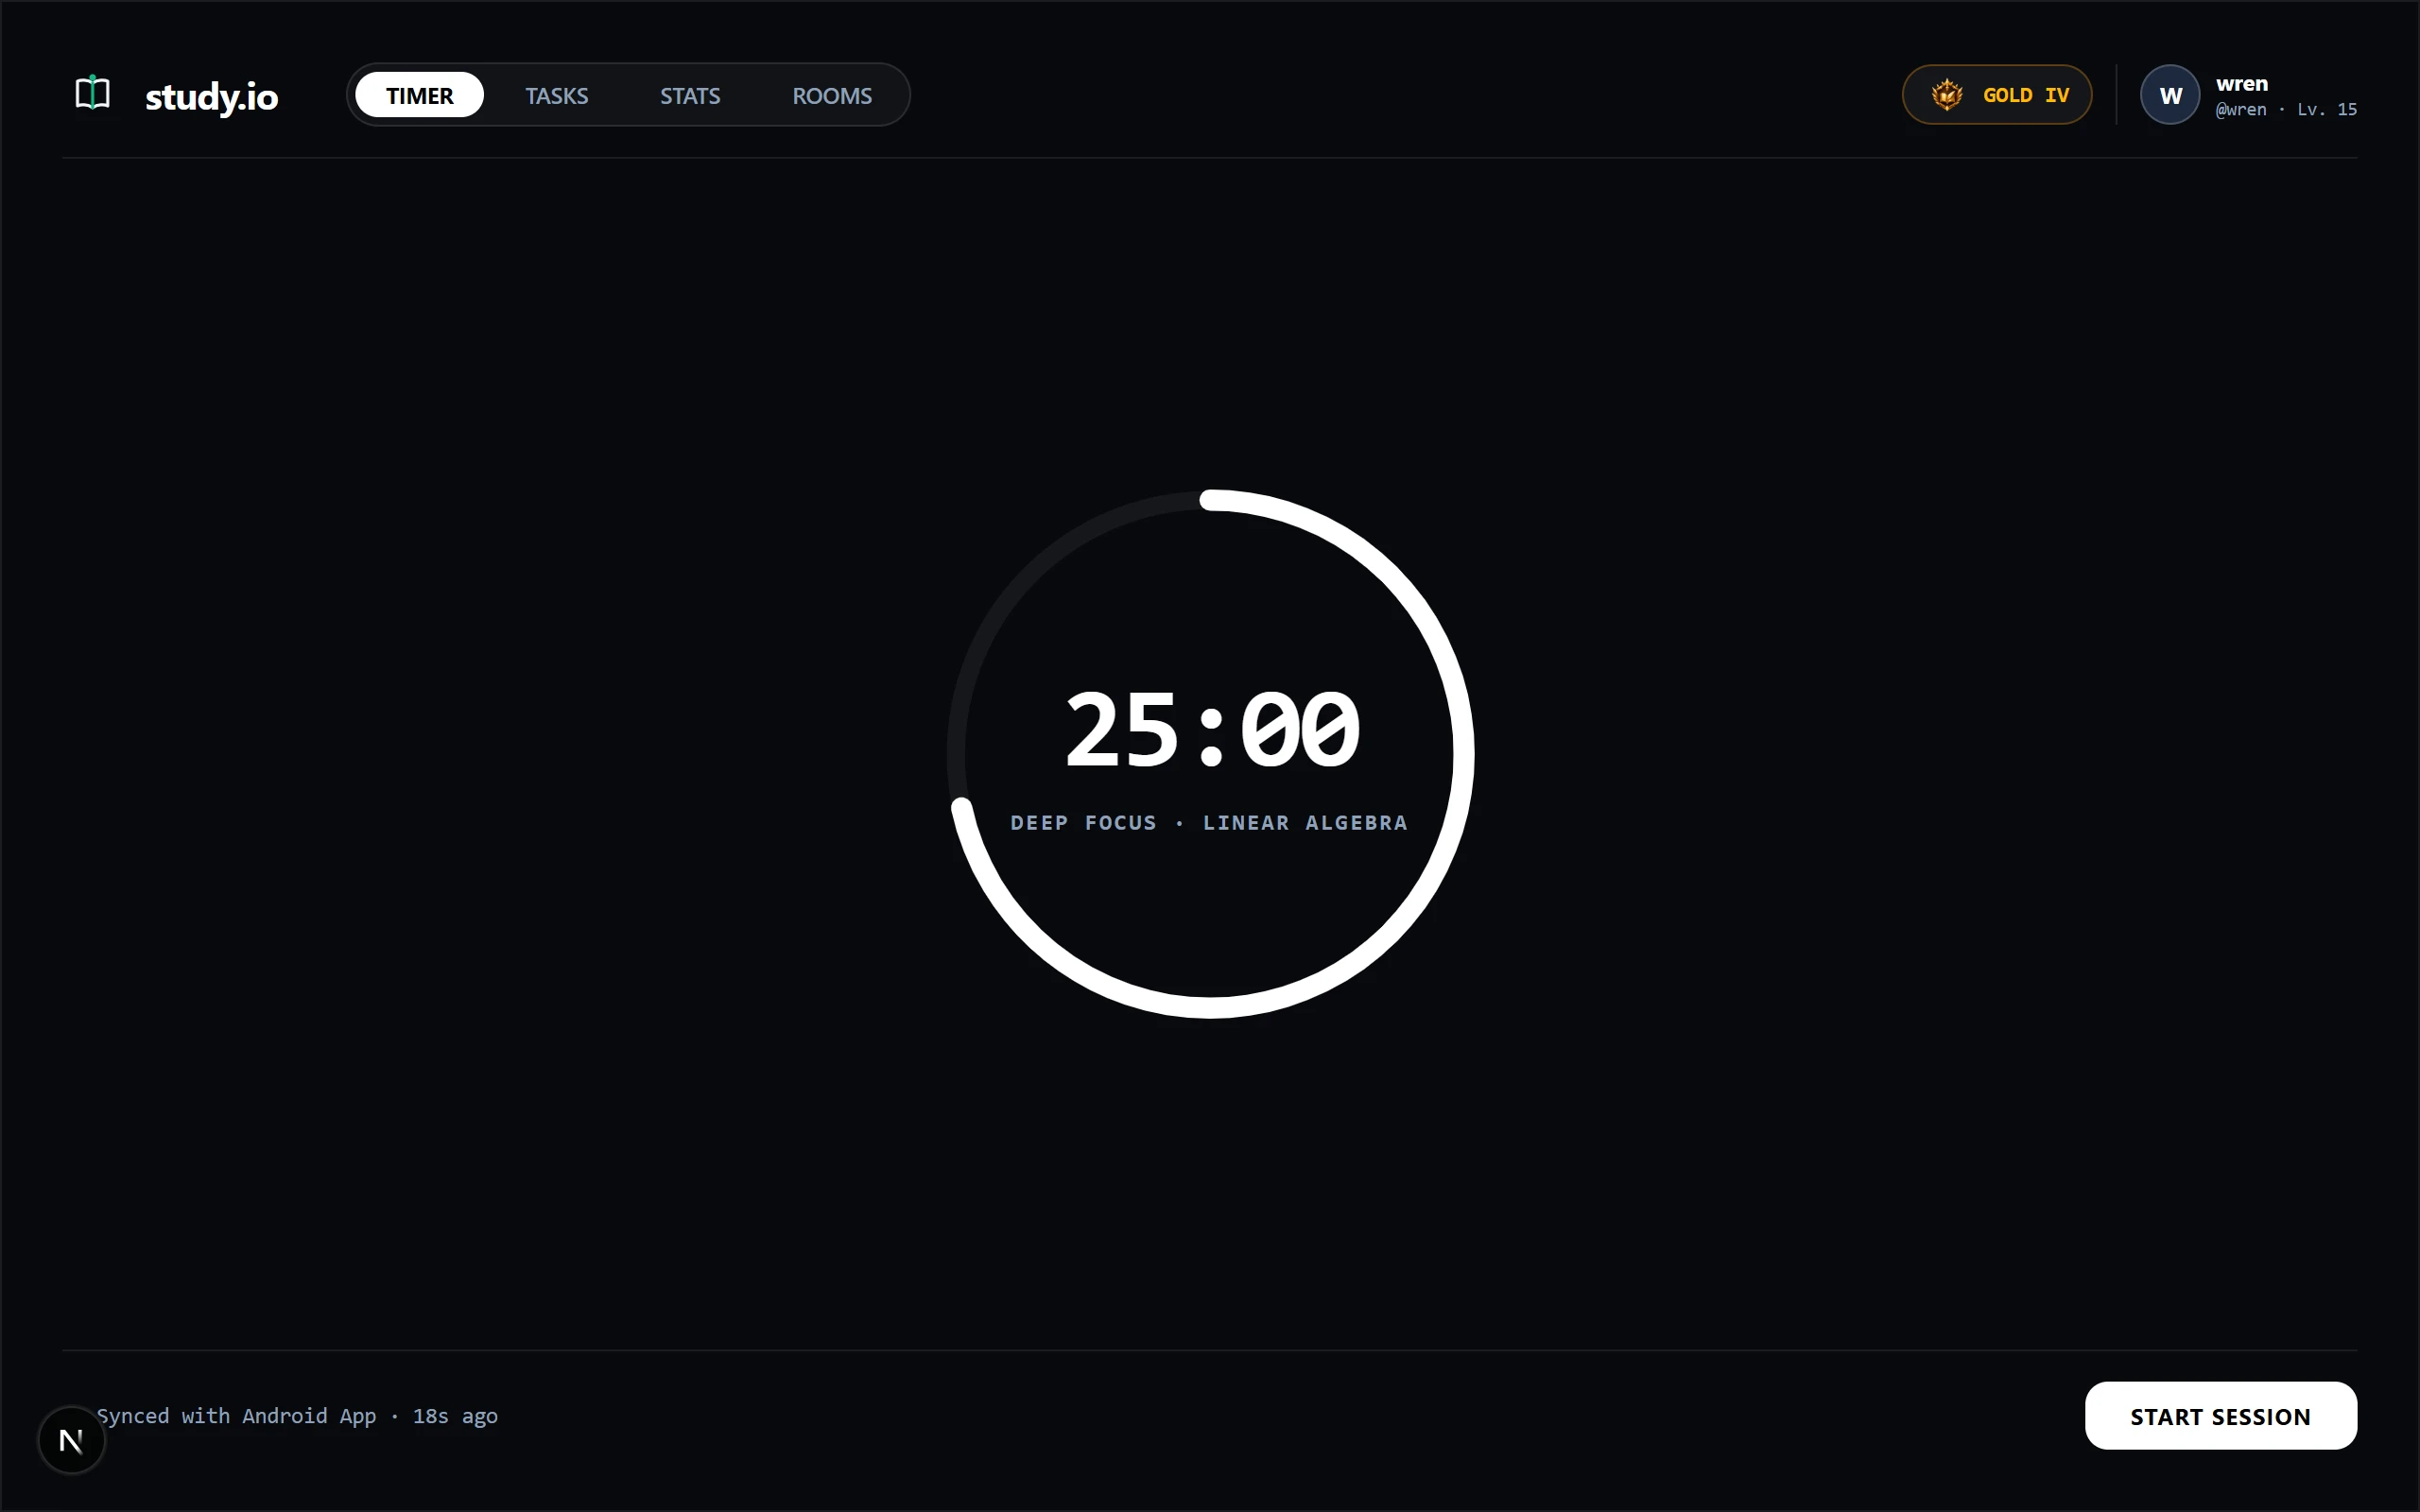 study.io
TIMER
TASKS
STATS
ROOMS
GOLD IV
W
wren
@wren · Lv. 15
25:00
DEEP FOCUS · LINEAR ALGEBRA
Synced with Android App · 18s ago
N
START SESSION